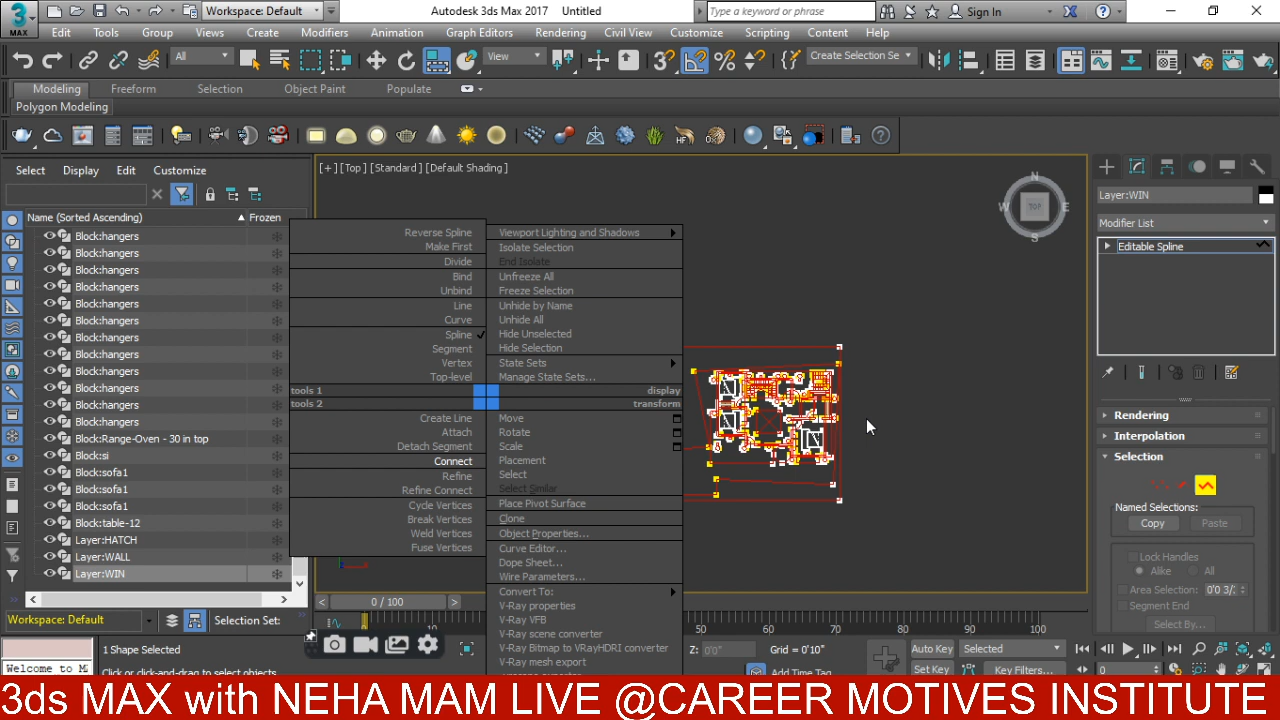 Workspace: Default
Autodesk 3ds Max 2017 Untitled
Type a keyword or phrase
Sign In
3
MAX
Edit Tools Group Views Create Modifiers Animation Graph Editors Rendering Civil View Customize Scripting Content Help
All
View
Create Selection Se
Modeling Freeform Selection Object Paint Populate
Polygon Modeling
Select Display Edit Customize
Name (Sorted Ascending) Frozen
Block:hangers
Block:hangers
Block:hangers
Block:hangers
Block:hangers
Block:hangers
Block:hangers
Block:hangers
Block:hangers
Block:hangers
Block:hangers
Block:hangers
Block:Range-Oven - 30 in top
Block:si
Block:sofa1
Block:sofa1
Block:sofa1
Block:table-12
Layer:HATCH
Layer:WALL
Layer:WIN
Workspace: Default
Selection Set:
[+] [Top] [Standard] [Default Shading]
N
W TOP E
S
Reverse Spline
Make First
Divide
Bind
Unbind
Line
Curve
Spline
Segment
Vertex
Top-level
tools 1
tools 2
Create Line
Attach
Detach Segment
Connect
Refine
Refine Connect
Cycle Vertices
Break Vertices
Weld Vertices
Fuse Vertices
Viewport Lighting and Shadows
Isolate Selection
End Isolate
Unfreeze All
Freeze Selection
Unhide by Name
Unhide All
Hide Unselected
Hide Selection
State Sets
Manage State Sets...
display
transform
Move
Rotate
Scale
Placement
Select
Select Similar
Place Pivot Surface
Clone
Object Properties...
Curve Editor...
Dope Sheet...
Wire Parameters...
Convert To:
V-Ray properties
V-Ray VFB
V-Ray scene converter
V-Ray Bitmap to VRayHDRI converter
V-Ray mesh export
Layer:WIN
Modifier List
Editable Spline
Rendering
Interpolation
Selection
Named Selections:
Copy Paste
Lock Handles
Alike All
Area Selection: 0'0 3/
Segment End
Select By...
0 / 100
50 60 70 80 90 100
1 Shape Selected
Click or click-and-drag to select objects
Welcome to M
Z: 0'0" Grid = 0'10"
Add Time Tag
Auto Key Selected
Set Key Key Filters...
0
3ds MAX with NEHA MAM LIVE @CAREER MOTIVES INSTITUTE